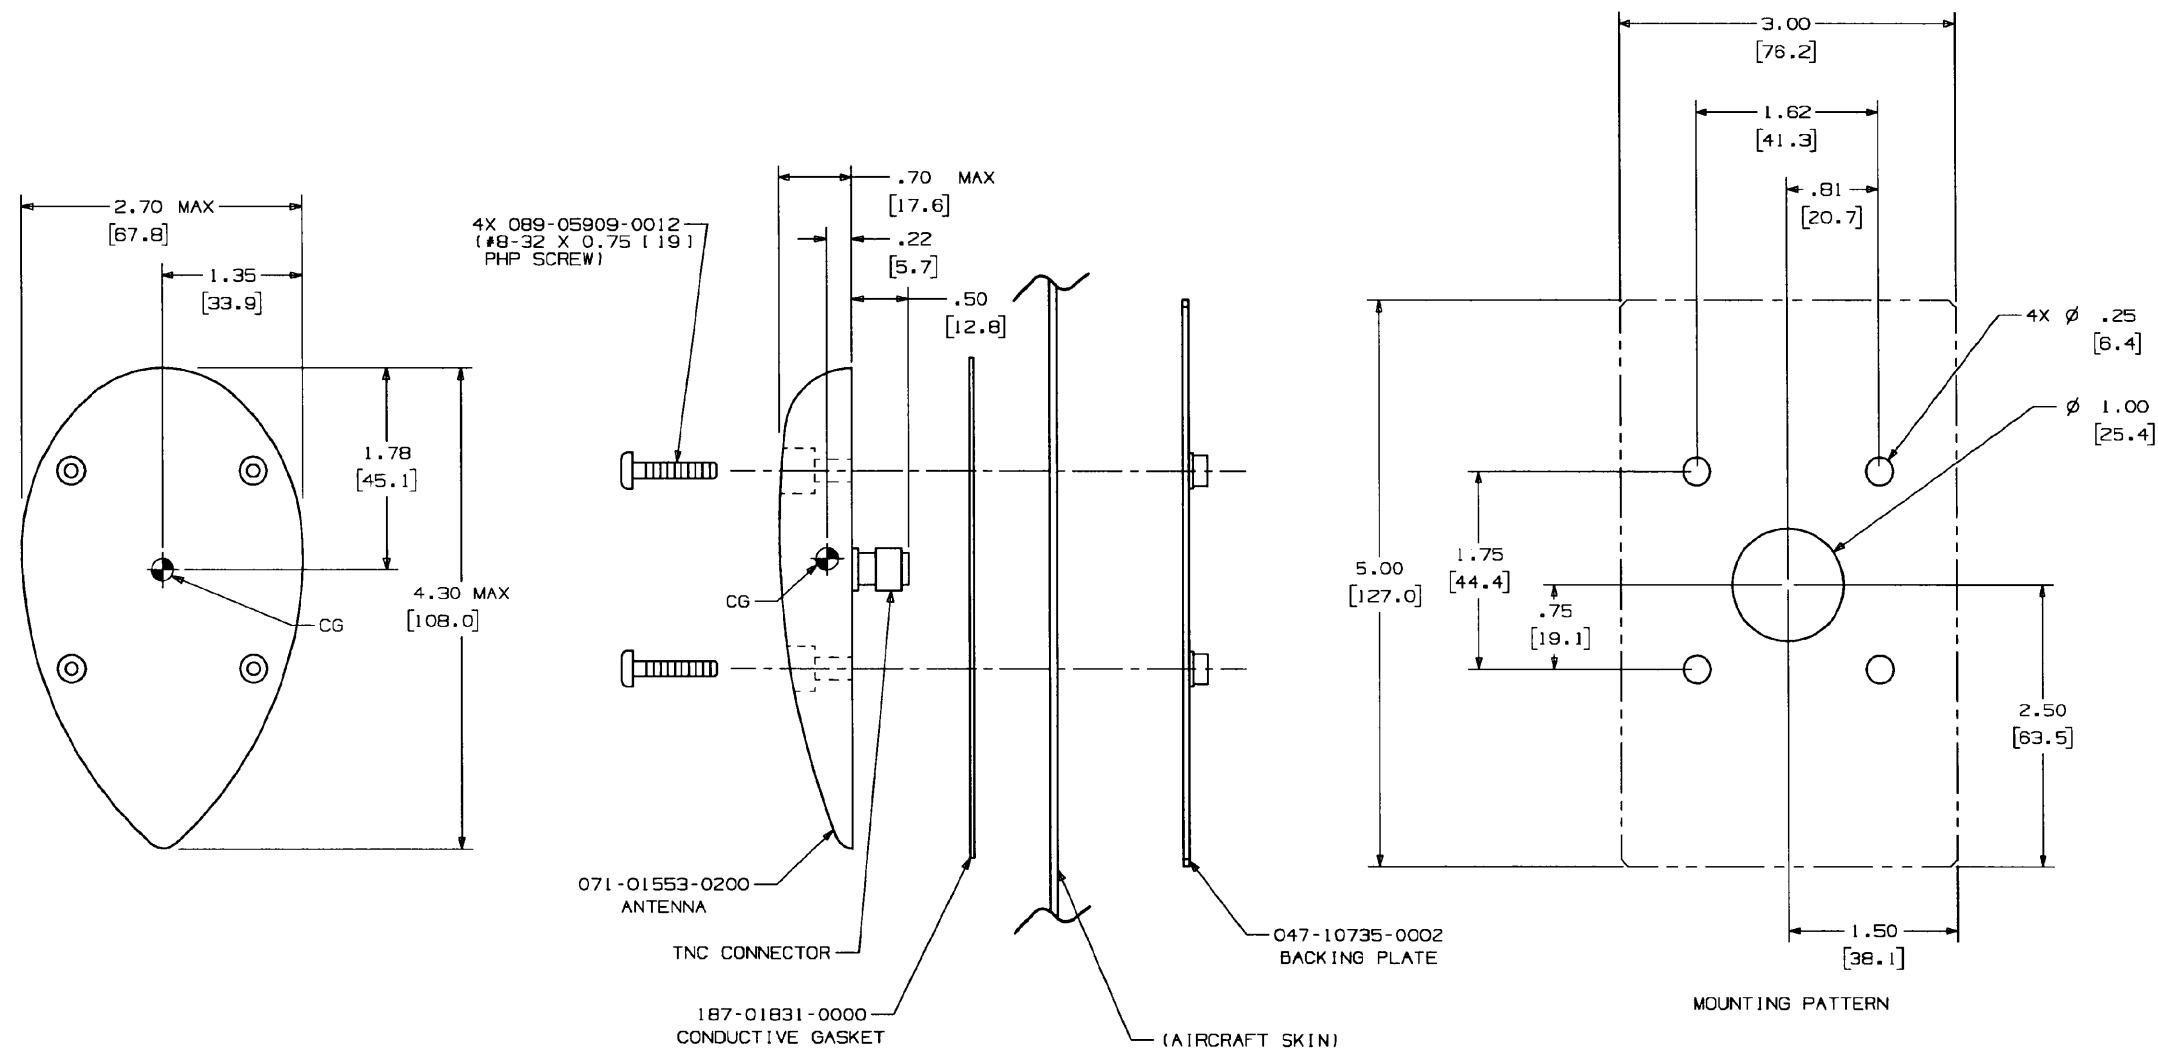 2.70 MAX
[67.8]
1.35
[33.9]
1.78
[45.1]
4.30 MAX
[108.0]
CG
4X 089-05909-0012
(#8-32 X 0.75 [19]
PHP SCREW)
.70 MAX
[17.6]
.22
[5.7]
.50
[12.8]
CG
071-01553-0200
ANTENNA
TNC CONNECTOR
187-01831-0000
CONDUCTIVE GASKET
(AIRCRAFT SKIN)
047-10735-0002
BACKING PLATE
3.00
[76.2]
1.62
[41.3]
.81
[20.7]
4X Ø .25
[6.4]
Ø 1.00
[25.4]
5.00
[127.0]
1.75
[44.4]
.75
[19.1]
2.50
[63.5]
1.50
[38.1]
MOUNTING PATTERN